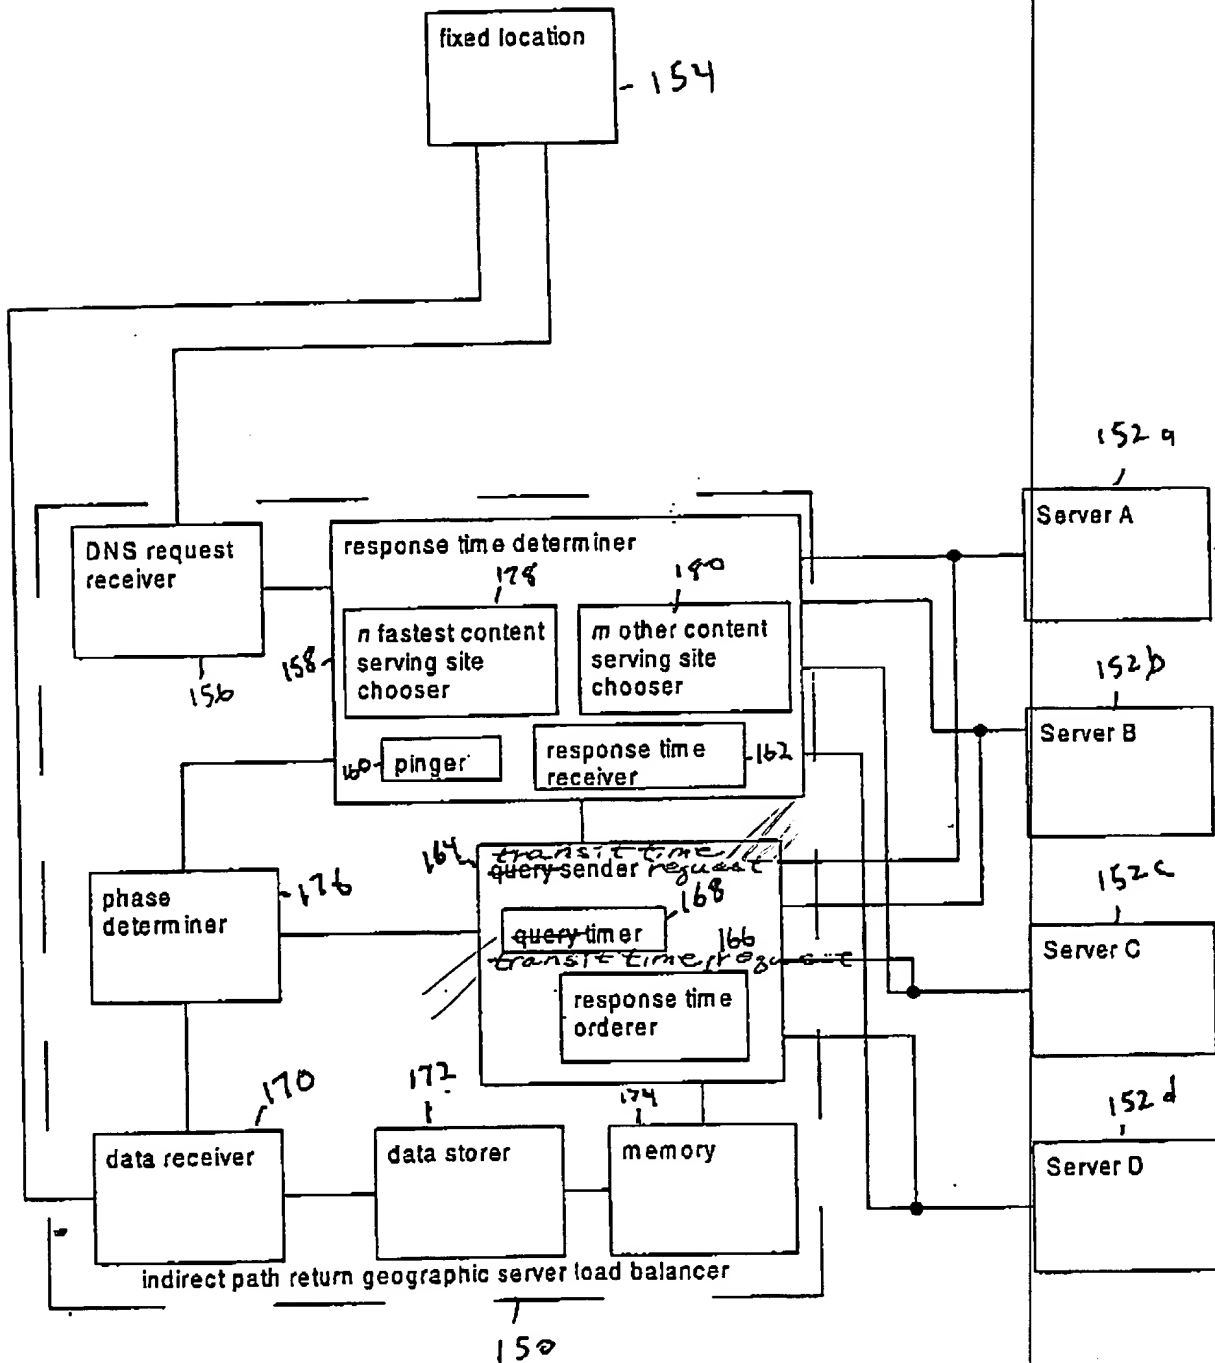 fixed location
154
152a
Server A
DNS request
receiver
156
response time determiner
178
180
n fastest content
serving site
chooser
m other content
serving site
chooser
158
160
pinger
response time
receiver
162
152b
Server B
164
transit time
query sender request
168
query timer
166
transit time request
response time
orderer
phase
determiner
176
152c
Server C
170
data receiver
172
data storer
174
memory
152d
Server D
indirect path return geographic server load balancer
150